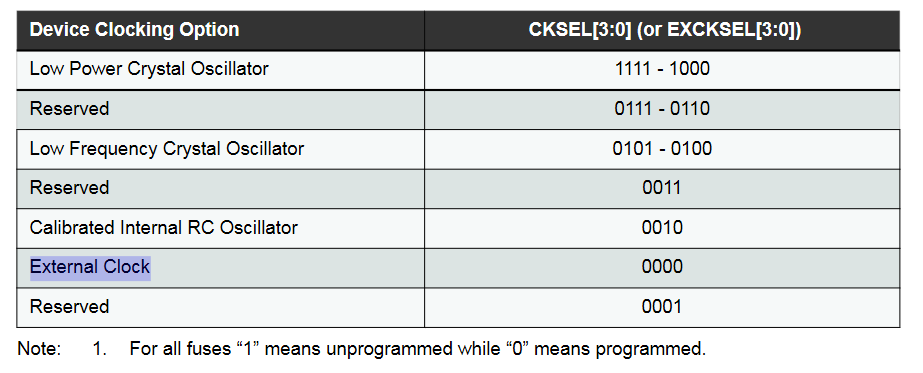 Device Clocking Option CKSEL[3:0] (or EXCKSEL[3:0])
Low Power Crystal Oscillator 1111 - 1000
Reserved 0111 - 0110
Low Frequency Crystal Oscillator 0101 - 0100
Reserved 0011
Calibrated Internal RC Oscillator 0010
External Clock 0000
Reserved 0001
Note: 1. For all fuses “1” means unprogrammed while “0” means programmed.